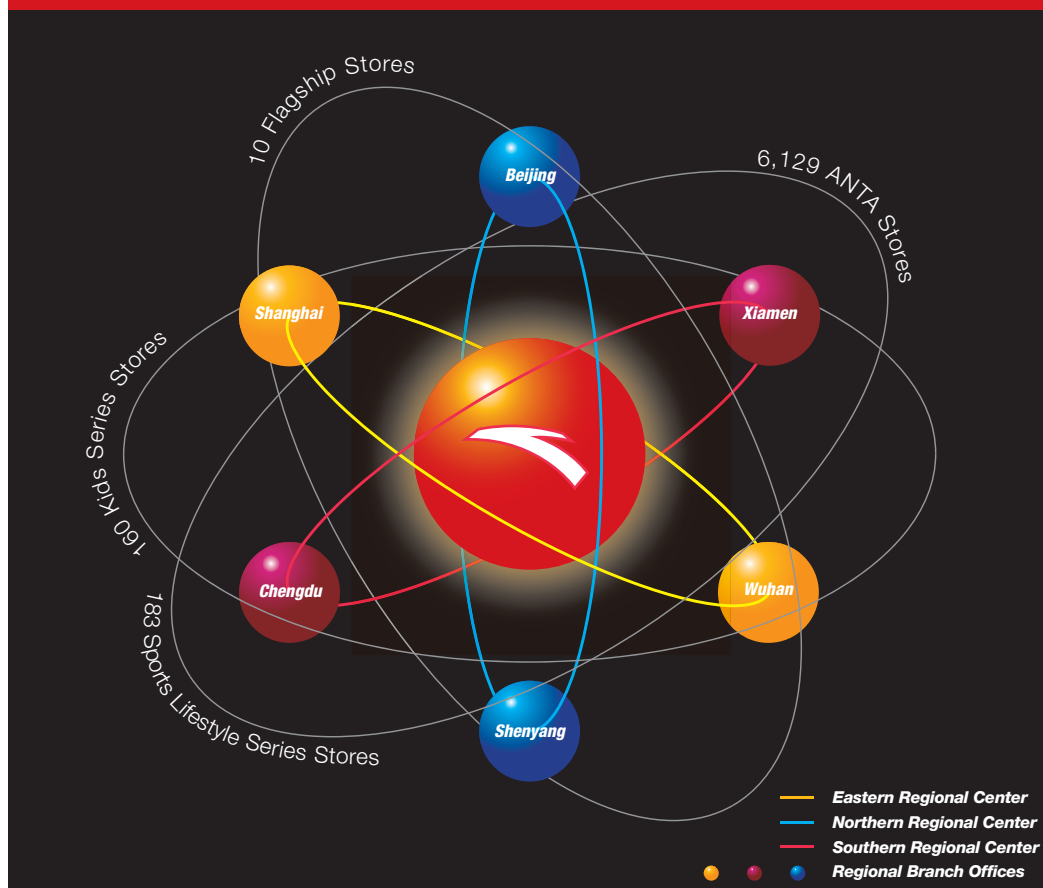 10 Flagship Stores
6,129 ANTA Stores
Beijing
Shanghai
Xiamen
160 Kids Series Stores
Chengdu
Wuhan
183 Sports Lifestyle Series Stores
Shenyang
Eastern Regional Center
Northern Regional Center
Southern Regional Center
Regional Branch Offices